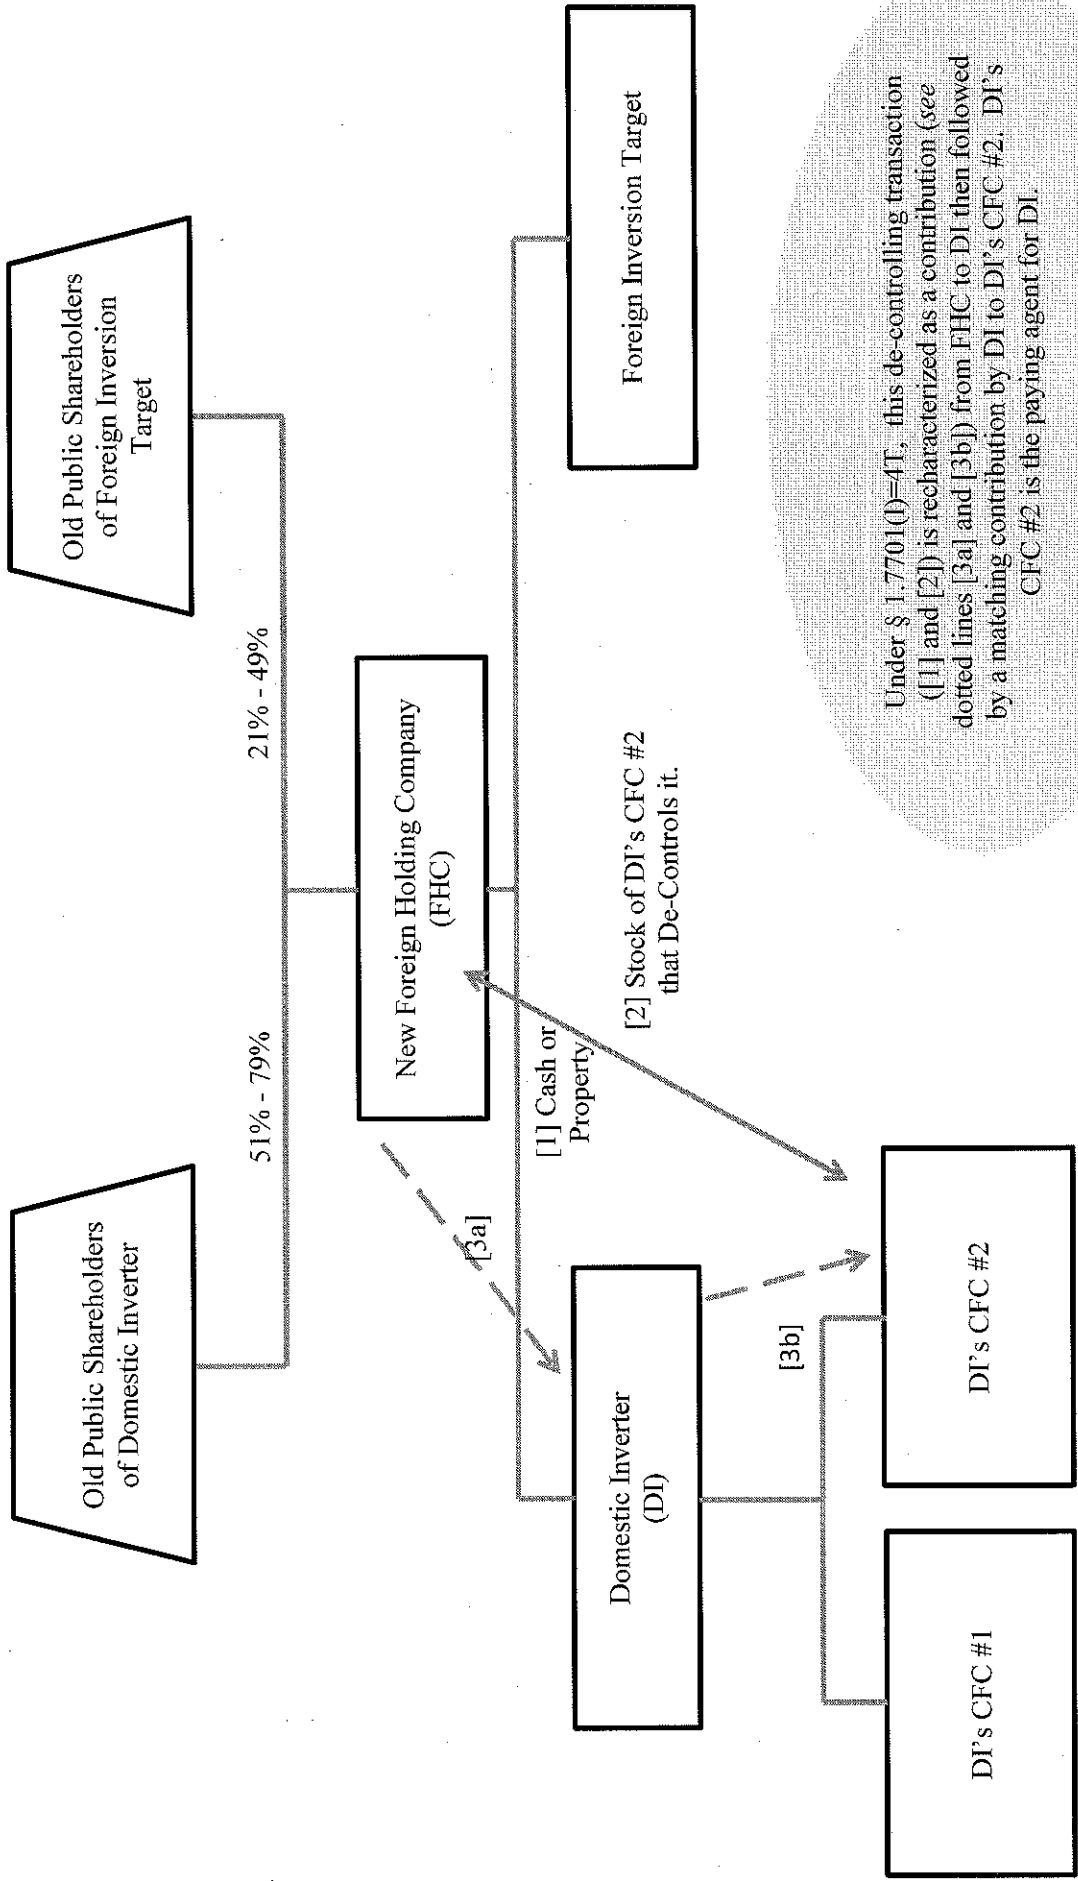 Old Public Shareholders
of Domestic Inverter
Old Public Shareholders
of Foreign Inversion
Target
51% - 79%
21% - 49%
New Foreign Holding Company
(FHC)
[3a]
[1] Cash or
Property
[2] Stock of DI's CFC #2
that De-Controls it.
Domestic Inverter
(DI)
Foreign Inversion Target
[3b]
DI's CFC #1
DI's CFC #2
Under § 1.7701(l)=4T, this de-controlling transaction
([1] and [2]) is recharacterized as a contribution (see
dotted lines [3a] and [3b]) from FHC to DI then followed
by a matching contribution by DI to DI's CFC #2. DI's
CFC #2 is the paying agent for DI.